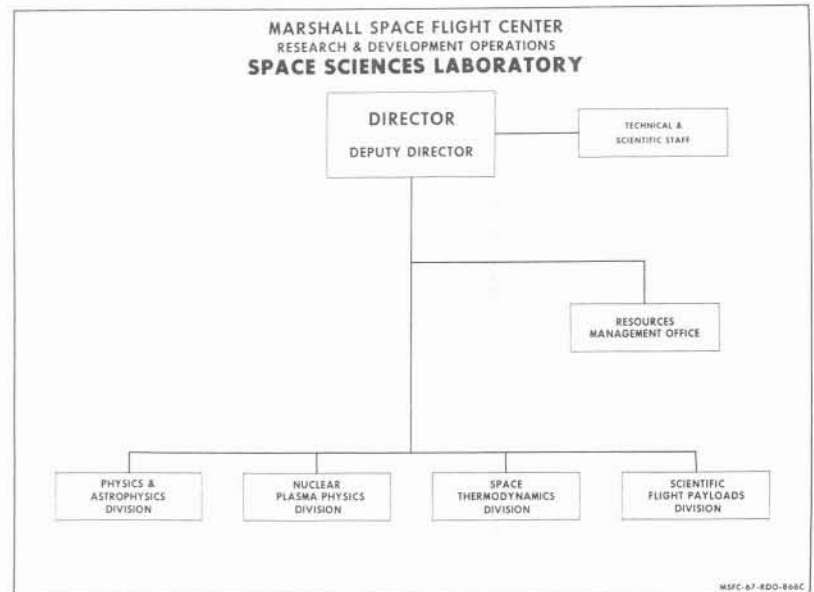 MARSHALL SPACE FLIGHT CENTER
RESEARCH & DEVELOPMENT OPERATIONS
SPACE SCIENCES LABORATORY
DIRECTOR
DEPUTY DIRECTOR
TECHNICAL &
SCIENTIFIC STAFF
RESOURCES
MANAGEMENT OFFICE
PHYSICS &
ASTROPHYSICS
DIVISION
NUCLEAR
PLASMA PHYSICS
DIVISION
SPACE
THERMODYNAMICS
DIVISION
SCIENTIFIC
FLIGHT PAYLOADS
DIVISION
MSFC-67-RDO-866C